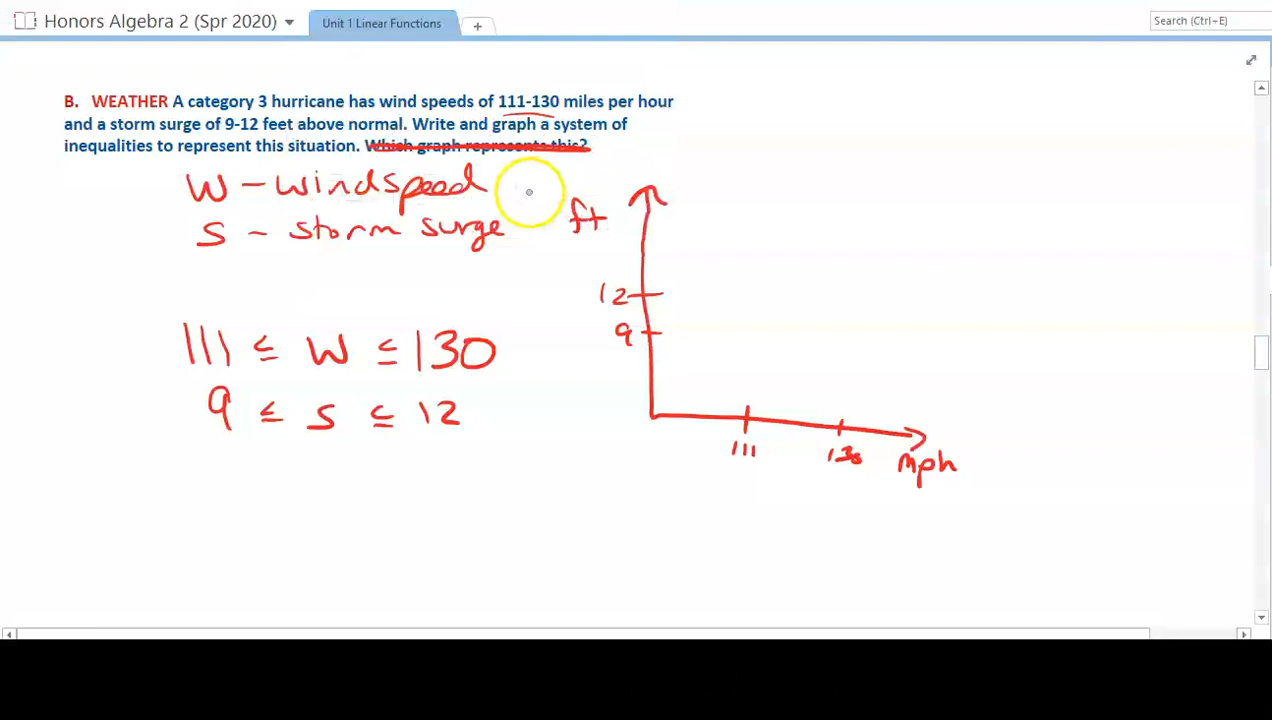 Honors Algebra 2 (Spr 2020)
Unit 1 Linear Functions
+
Search (Ctrl+E)
B. WEATHER A category 3 hurricane has wind speeds of 111-130 miles per hour
and a storm surge of 9-12 feet above normal. Write and graph a system of
inequalities to represent this situation. Which graph represents this?
W - windspeed
S - storm surge
ft
12
9
111 ≤ W ≤ 130
9 ≤ S ≤ 12
111
130
mph